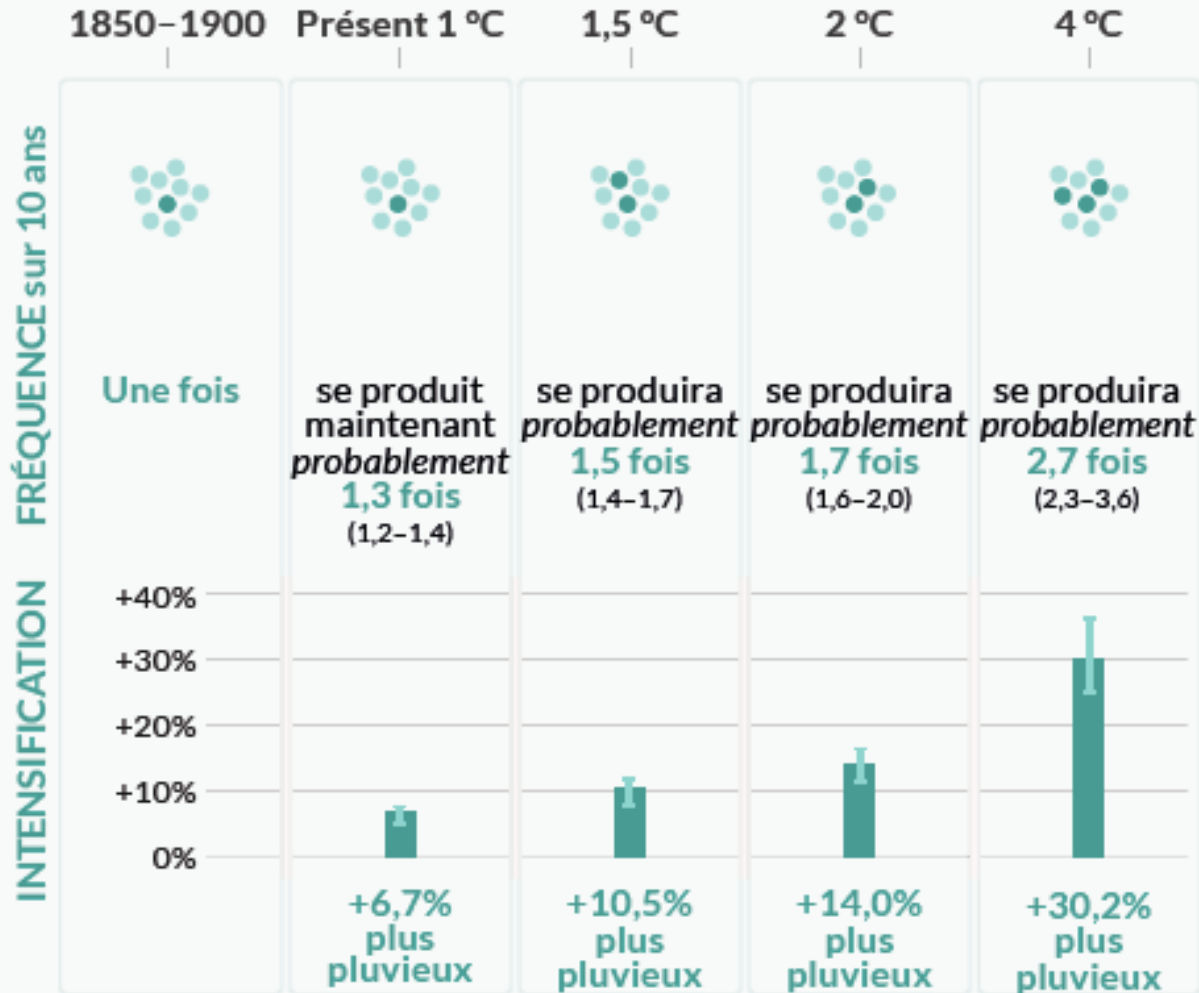 1850–1900 Présent 1 °C 1,5 °C 2 °C 4 °C
FRÉQUENCE sur 10 ans
Une fois
se produit
maintenant
probablement
1,3 fois
(1,2–1,4)
se produira
probablement
1,5 fois
(1,4–1,7)
se produira
probablement
1,7 fois
(1,6–2,0)
se produira
probablement
2,7 fois
(2,3–3,6)
INTENSIFICATION
+40%
+30%
+20%
+10%
0%
+6,7%
plus
pluvieux
+10,5%
plus
pluvieux
+14,0%
plus
pluvieux
+30,2%
plus
pluvieux